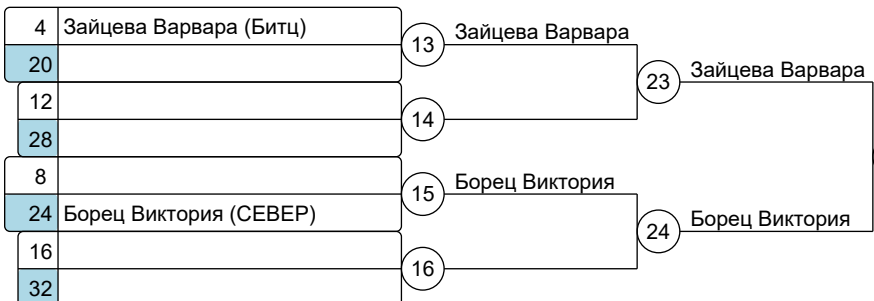 4 Зайцева Варвара (Битц)
13 Зайцева Варвара
20
23 Зайцева Варвара
12
14
28
8
15 Борец Виктория
24 Борец Виктория (СЕВЕР)
24 Борец Виктория
16
16
32